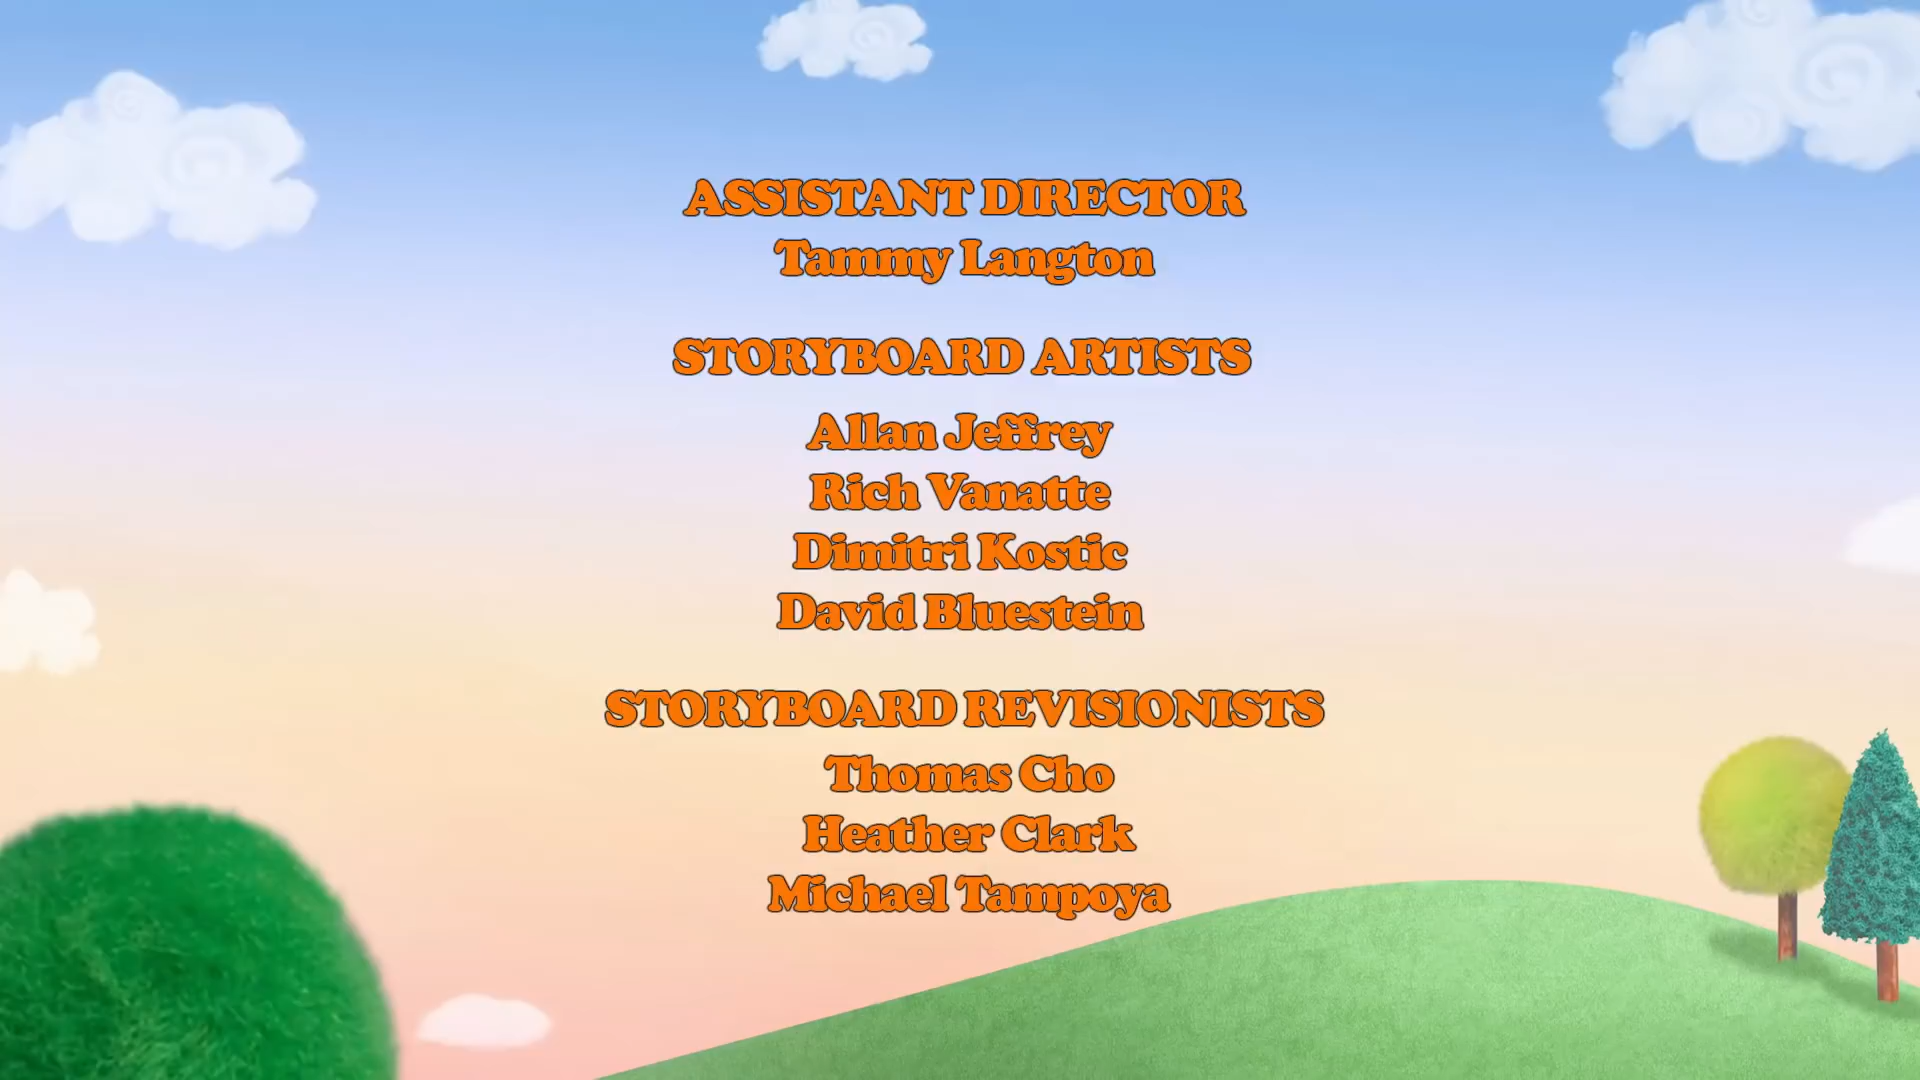 ASSISTANT DIRECTOR
Tammy Langton
STORYBOARD ARTISTS
Allan Jeffrey
Rich Vanatte
Dimitri Kostic
David Bluestein
STORYBOARD REVISIONISTS
Thomas Cho
Heather Clark
Michael Tampoya